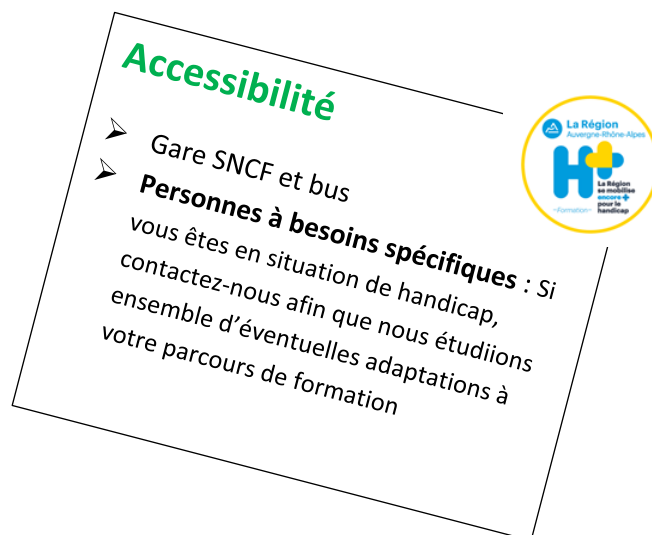 Accessibilité
➢ Gare SNCF et bus
➢ Personnes à besoins spécifiques : Si
vous êtes en situation de handicap,
contactez-nous afin que nous étudiions
ensemble d'éventuelles adaptations à
votre parcours de formation
La Région
Auvergne-Rhône-Alpes
H+
La Région
se mobilise
encore +
pour le
handicap
~Formation~